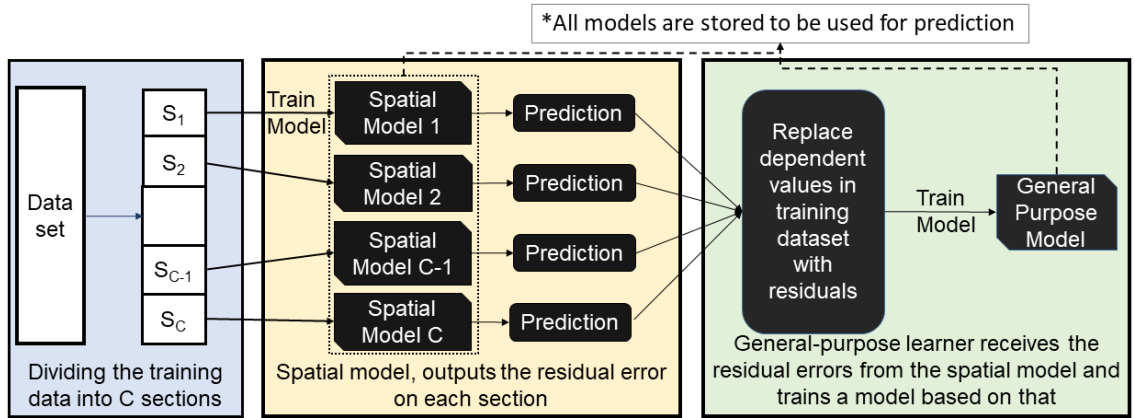 *All models are stored to be used for prediction
Data
set
S1
S2
SC-1
SC
Dividing the training
data into C sections
Train
Model
Spatial
Model 1
Spatial
Model 2
Spatial
Model C-1
Spatial
Model C
Prediction
Prediction
Prediction
Prediction
Spatial model, outputs the residual error
on each section
Replace
dependent
values in
training
dataset
with
residuals
Train
Model
General
Purpose
Model
General-purpose learner receives the
residual errors from the spatial model and
trains a model based on that